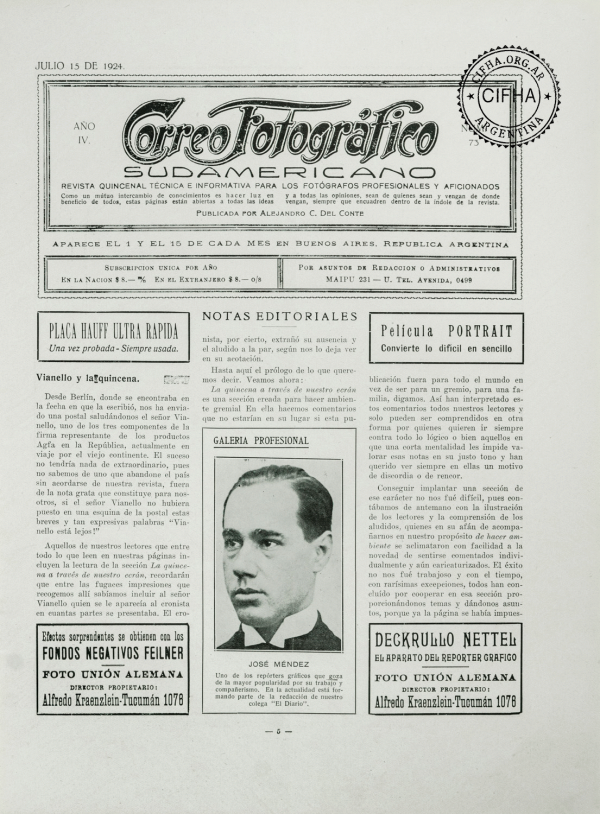 JULIO 15 DE 1924.
CIFHA.ORG.AR
CIFHA
ARGENTINA
AÑO
IV.
73
Correo Fotográfico
SUDAMERICANO
REVISTA QUINCENAL TÉCNICA E INFORMATIVA PARA LOS FOTÓGRAFOS PROFESIONALES Y AFICIONADOS
Como un mútuo intercambio de conocimientos es hacer luz en
beneficio de todos, estas páginas están abiertas a todas las ideas
y a todas las opiniones, sean de quienes sean y vengan de donde
vengan, siempre que encuadren dentro de la índole de la revista.
PUBLICADA POR ALEJANDRO C. DEL CONTE
APARECE EL 1 Y EL 15 DE CADA MES EN BUENOS AIRES, REPUBLICA ARGENTINA
SUBSCRIPCION UNICA POR AÑO
EN LA NACION $ 8.— m/n EN EL EXTRANJERO $ 8.— o/s
POR ASUNTOS DE REDACCION O ADMINISTRATIVOS
MAIPU 231 — U. TEL. AVENIDA, 0499
PLACA HAUFF ULTRA RAPIDA
Una vez probada - Siempre usada.
Vianello y la quincena.
Desde Berlín, donde se encontraba en
la fecha en que la escribió, nos ha envia-
do una postal saludándonos el señor Via-
nello, uno de los tres componentes de la
firma representante de los productos
Agfa en la República, actualmente en
viaje por el viejo continente. El suceso
no tendría nada de extraordinario, pues
no sabemos de uno que abandone el país
sin acordarse de nuestra revista, fuera
de la nota grata que constituye para nos-
otros, si el señor Vianello no hubiera
puesto en una esquina de la postal estas
breves y tan expresivas palabras "Via-
nello está lejos!"
Aquellos de nuestros lectores que entre
todo lo que leen en nuestras páginas in-
cluyen la lectura de la sección La quince-
na a través de nuestro cerán, recordarán
que entre las fugaces impresiones que
recogemos allí sabíamos incluir al señor
Vianello quien se le aparecía al cronista
en cuantas partes se presentaba. El cro-
Efectos sorprendentes se obtienen con los
FONDOS NEGATIVOS FEILNER
FOTO UNIÓN ALEMANA
DIRECTOR PROPIETARIO:
Alfredo Kraenzlein-Tucumán 1078
NOTAS EDITORIALES
nista, por cierto, extrañó su ausencia y
el aludido a la par, según nos lo deja ver
en su acotación.
Hasta aquí el prólogo de lo que quere-
mos decir. Veamos ahora:
La quincena a través de nuestro cerán
es una sección creada para hacer ambien-
te gremial En ella hacemos comentarios
que no estarían en su lugar si esta pu-
GALERIA PROFESIONAL
JOSÉ MÉNDEZ
Uno de los repórters gráficos que goza
de la mayor popularidad por su trabajo y
compañerismo. En la actualidad está for-
mando parte de la redacción de nuestro
colega "El Diario".
Película PORTRAIT
Convierte lo difícil en sencillo
blicación fuera para todo el mundo en
vez de ser para un gremio, para una fa-
milia, digamos. Así han interpretado es-
tos comentarios todos nuestros lectores y
solo pueden ser comprendidos en otra
forma por quienes quieren ir siempre
contra todo lo lógico o bien aquellos en
que una corta mentalidad les impide va-
lorar esas notas en su justo tono y han
querido ver siempre en ellas un motivo
de discordia o de rencor.
Conseguir implantar una sección de
ese carácter no nos fué difícil, pues con-
tábamos de antemano con la ilustración
de los lectores y la comprensión de los
aludidos, quienes en su afán de acompa-
ñarnos en nuestro propósito de hacer am-
biente se aclimataron con facilidad a la
novedad de sentirse comentados indivi-
dualmente y aún caricaturizados. El éxito
no nos fué trabajoso y con el tiempo,
con rarísimas excepciones, todos han con-
cluído por cooperar en esa sección pro-
porcionándonos temas y dándonos asun-
tos, porque ya la página se había impues-
DECKRULLO NETTEL
EL APARATO DEL REPORTER GRAFICO
FOTO UNIÓN ALEMANA
DIRECTOR PROPIETARIO:
Alfredo Kraenzlein-Tucumán 1078
— 5 —